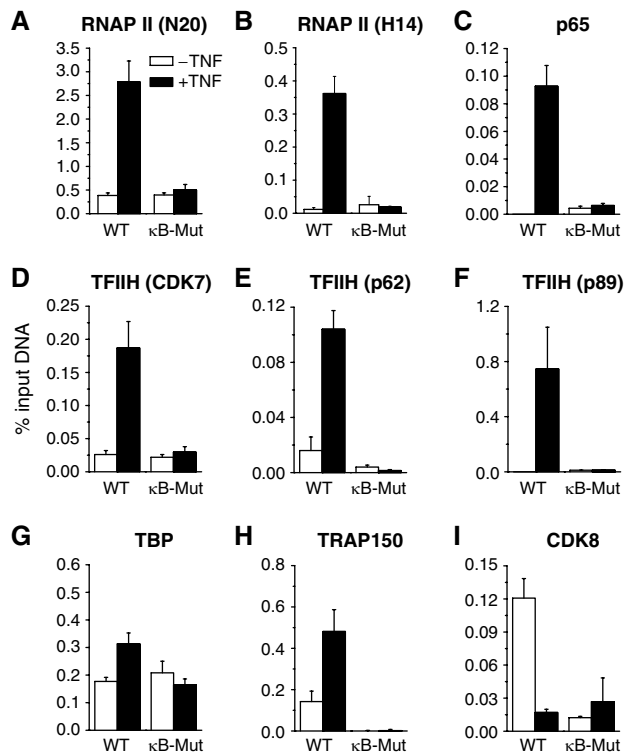 A RNAP II (N20)
3.5
3.0
2.5
2.0
1.5
1.0
0.5
0.0
−TNF
+TNF
WT κB-Mut
B RNAP II (H14)
0.5
0.4
0.3
0.2
0.1
0.0
WT κB-Mut
C p65
0.12
0.10
0.08
0.06
0.04
0.02
0.00
WT κB-Mut
% input DNA
D TFIIH (CDK7)
0.25
0.20
0.15
0.10
0.05
0.00
WT κB-Mut
E TFIIH (p62)
0.12
0.08
0.04
0.00
WT κB-Mut
F TFIIH (p89)
1.2
0.8
0.4
0.0
WT κB-Mut
G TBP
0.6
0.5
0.4
0.3
0.2
0.1
0.0
WT κB-Mut
H TRAP150
0.8
0.6
0.4
0.2
0.0
WT κB-Mut
I CDK8
0.15
0.12
0.09
0.06
0.03
0.00
WT κB-Mut